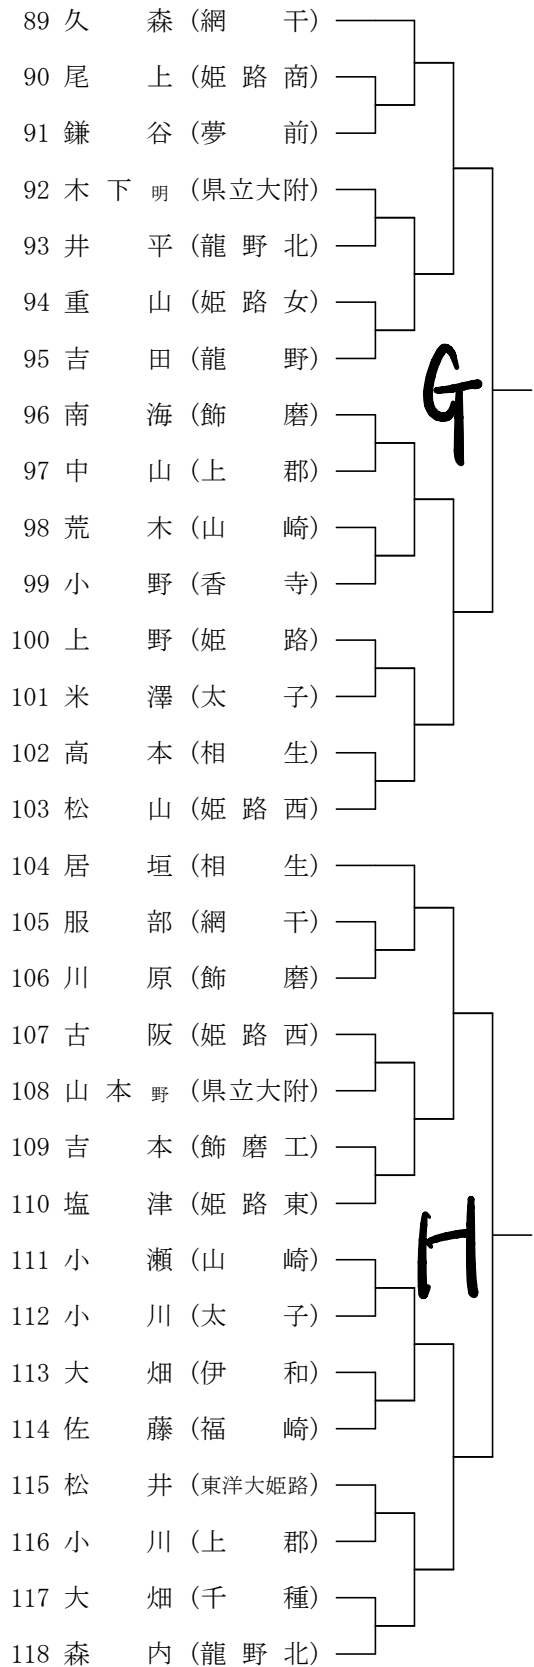 89 久森 (網干)
90 尾上 (姫路商)
91 鎌谷 (夢前)
92 木下明 (県立大附)
93 井平 (龍野北)
94 重山 (姫路女)
95 吉田 (龍野)
G
96 南海 (飾磨)
97 中山 (上郡)
98 荒木 (山崎)
99 小野 (香寺)
100 上野 (姫路)
101 米澤 (太子)
102 高本 (相生)
103 松山 (姫路西)
104 居垣 (相生)
105 服部 (網干)
106 川原 (飾磨)
107 古阪 (姫路西)
108 山本野 (県立大附)
109 吉本 (飾磨工)
110 塩津 (姫路東)
H
111 小瀬 (山崎)
112 小川 (太子)
113 大畑 (伊和)
114 佐藤 (福崎)
115 松井 (東洋大姫路)
116 小川 (上郡)
117 大畑 (千種)
118 森内 (龍野北)